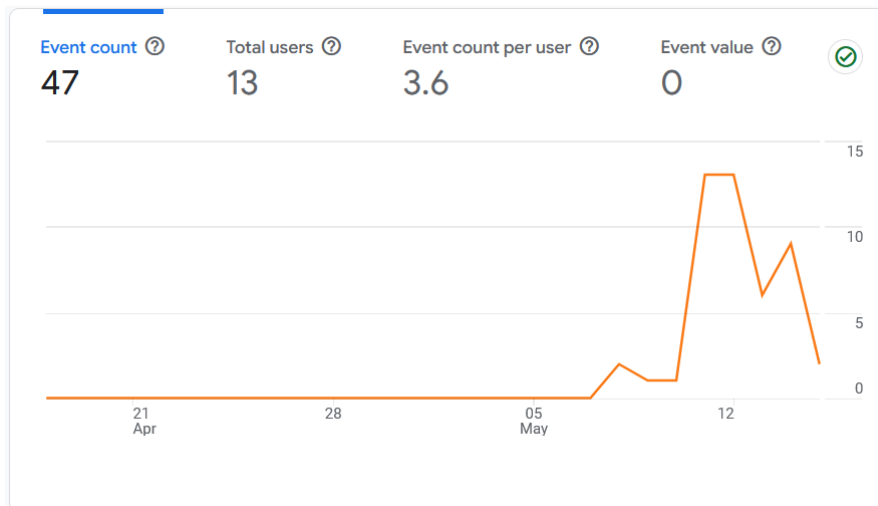 Event count
47
Total users
13
Event count per user
3.6
Event value
0
15
10
5
0
21
Apr
28
05
May
12